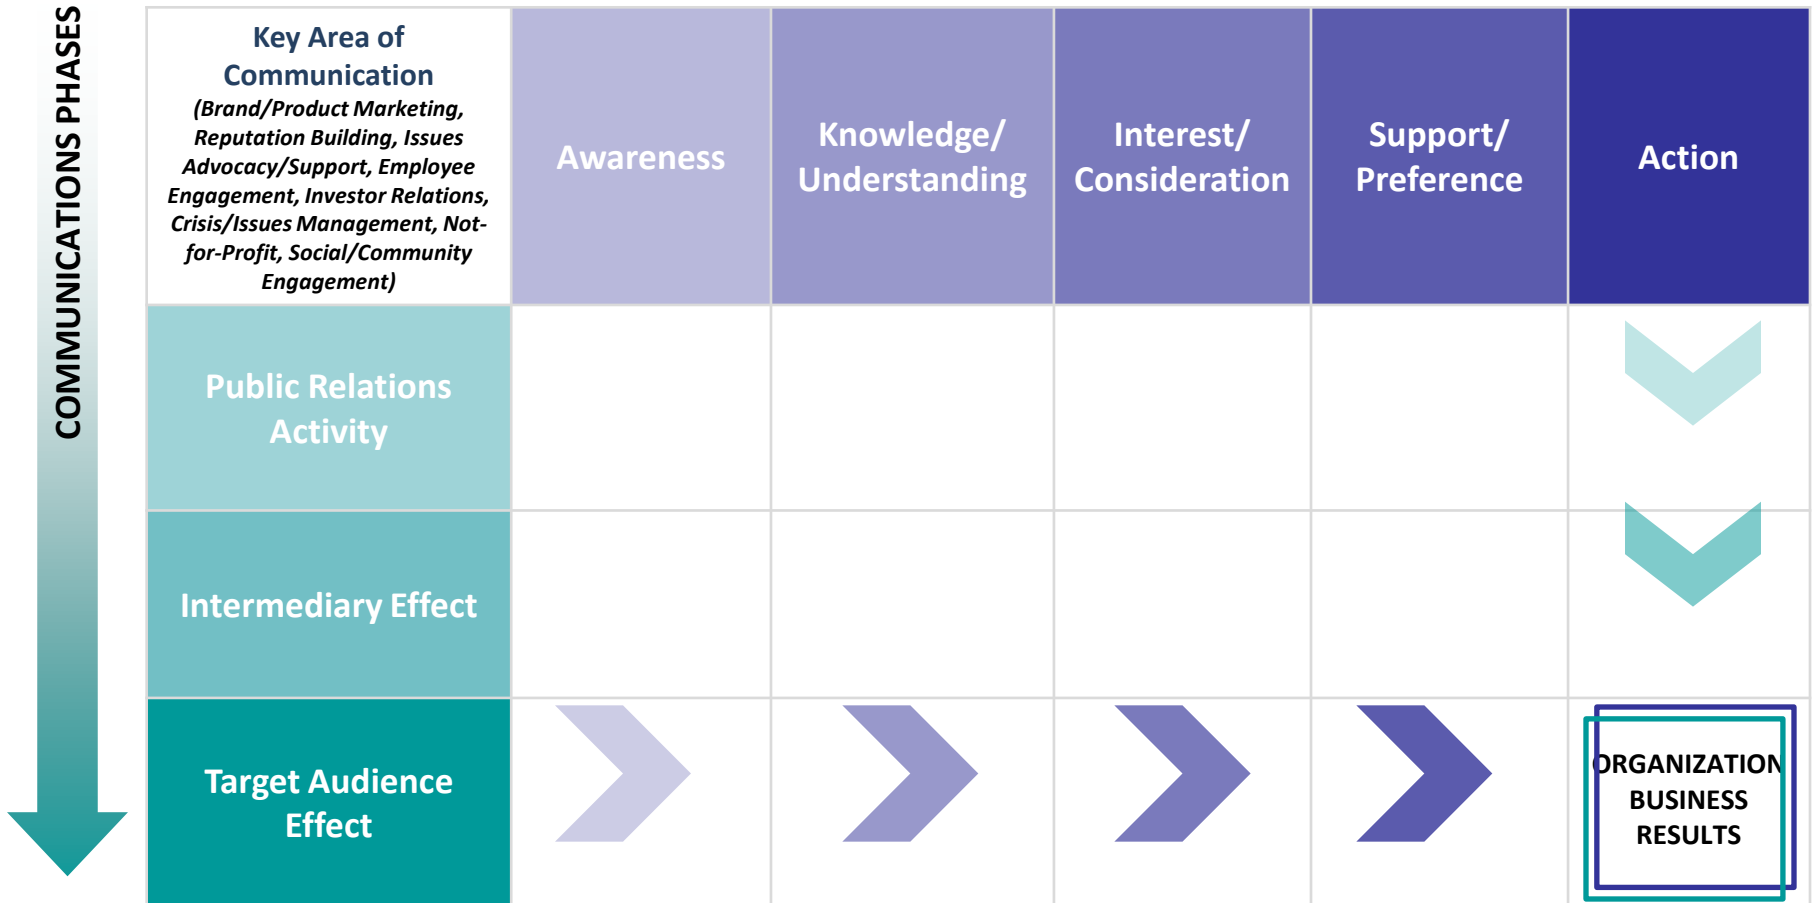 COMMUNICATIONS PHASES
Key Area of
Communication
(Brand/Product Marketing,
Reputation Building, Issues
Advocacy/Support, Employee
Engagement, Investor Relations,
Crisis/Issues Management, Not-
for-Profit, Social/Community
Engagement)
Awareness
Knowledge/
Understanding
Interest/
Consideration
Support/
Preference
Action
Public Relations
Activity
Intermediary Effect
Target Audience
Effect
ORGANIZATION
BUSINESS
RESULTS